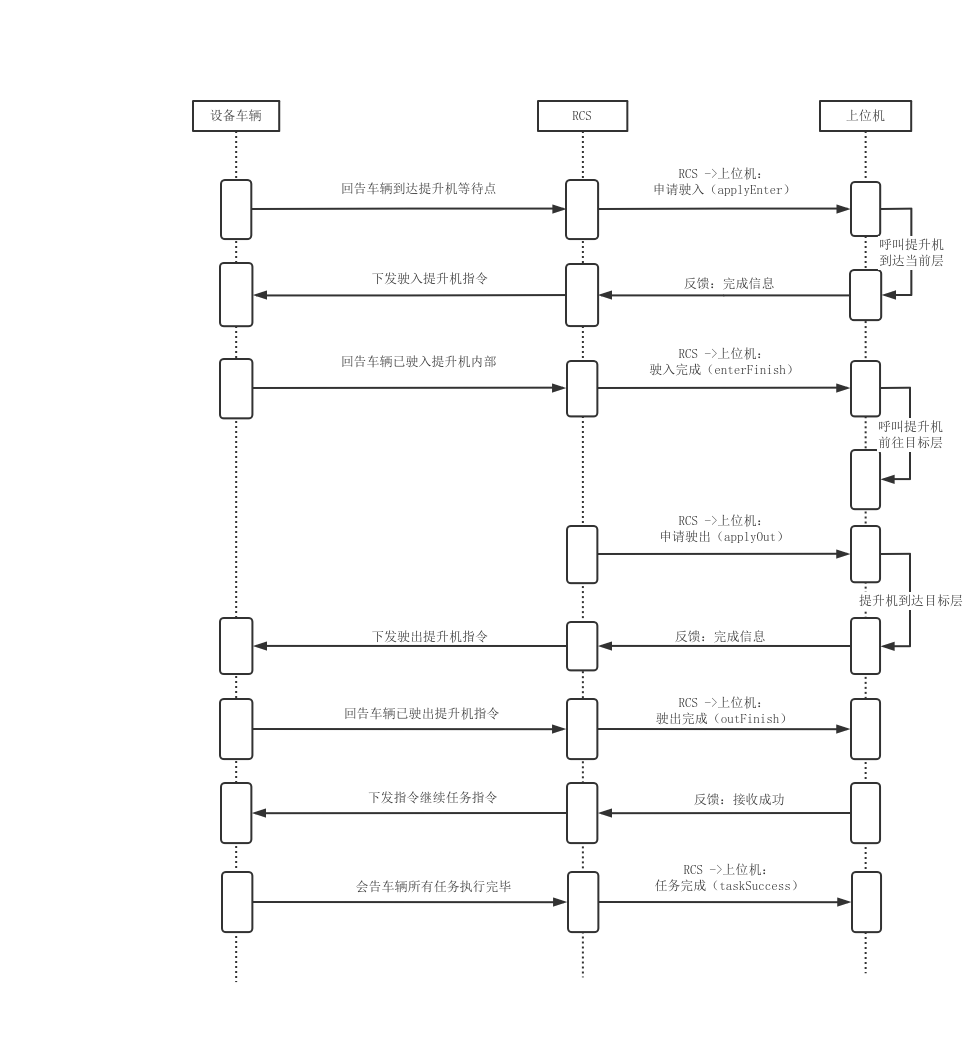 设备车辆
RCS
上位机
回告车辆到达提升机等待点
RCS ->上位机:
申请驶入（applyEnter）
呼叫提升机
到达当前层
下发驶入提升机指令
反馈: 完成信息
回告车辆已驶入提升机内部
RCS ->上位机:
驶入完成（enterFinish）
呼叫提升机
前往目标层
RCS ->上位机:
申请驶出（applyOut）
提升机到达目标层
下发驶出提升机指令
反馈: 完成信息
回告车辆已驶出提升机指令
RCS ->上位机:
驶出完成（outFinish）
下发指令继续任务指令
反馈: 接收成功
会告车辆所有任务执行完毕
RCS ->上位机:
任务完成（taskSuccess）